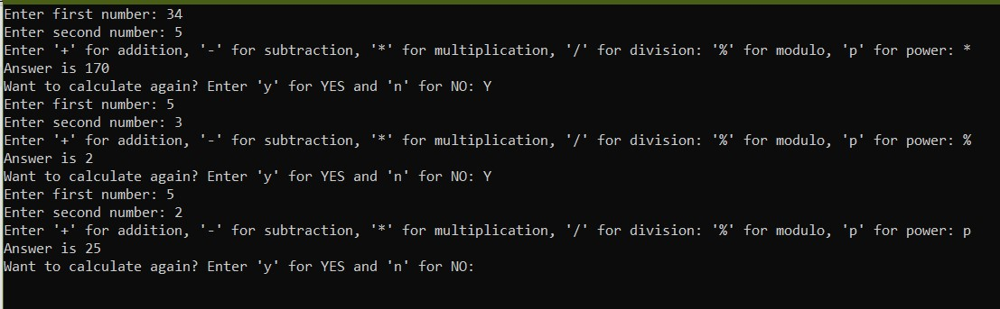 Enter first number: 34
Enter second number: 5
Enter '+' for addition, '-' for subtraction, '*' for multiplication, '/' for division: '%' for modulo, 'p' for power: *
Answer is 170
Want to calculate again? Enter 'y' for YES and 'n' for NO: Y
Enter first number: 5
Enter second number: 3
Enter '+' for addition, '-' for subtraction, '*' for multiplication, '/' for division: '%' for modulo, 'p' for power: %
Answer is 2
Want to calculate again? Enter 'y' for YES and 'n' for NO: Y
Enter first number: 5
Enter second number: 2
Enter '+' for addition, '-' for subtraction, '*' for multiplication, '/' for division: '%' for modulo, 'p' for power: p
Answer is 25
Want to calculate again? Enter 'y' for YES and 'n' for NO: